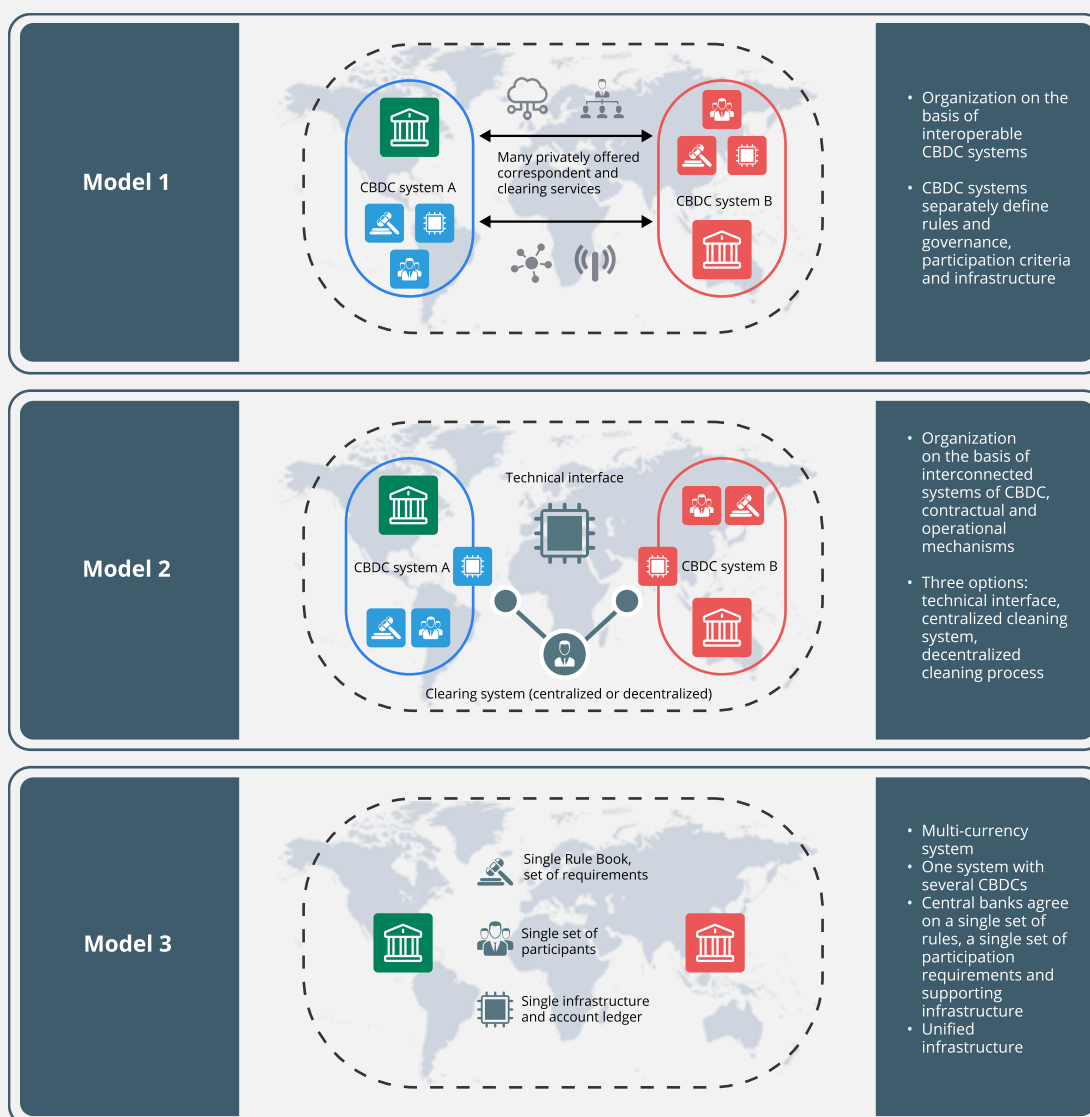 Model 1
CBDC system A
Many privately offered
correspondent and
clearing services
CBDC system B
• Organization on the
basis of
interoperable
CBDC systems
• CBDC systems
separately define
rules and
governance,
participation criteria
and infrastructure
Model 2
Technical interface
CBDC system A
CBDC system B
Clearing system (centralized or decentralized)
• Organization
on the basis of
interconnected
systems of CBDC,
contractual and
operational
mechanisms
• Three options:
technical interface,
centralized cleaning
system,
decentralized
cleaning process
Model 3
Single Rule Book,
set of requirements
Single set of
participants
Single infrastructure
and account ledger
• Multi-currency
system
• One system with
several CBDCs
• Central banks agree
on a single set of
rules, a single set of
participation
requirements and
supporting
infrastructure
• Unified
infrastructure